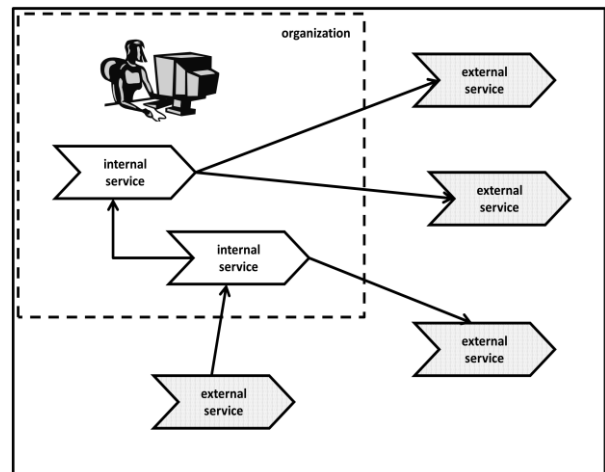 organization
external
service
internal
service
external
service
internal
service
external
service
external
service